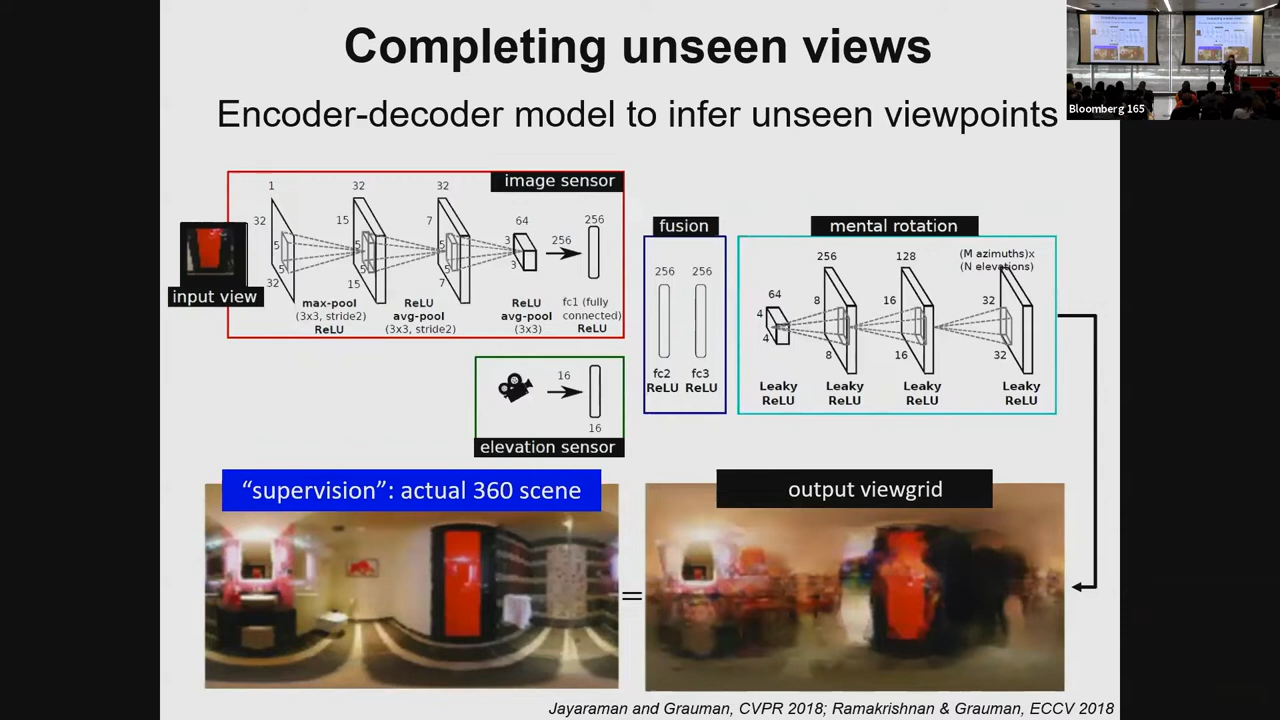 Completing unseen views
Encoder-decoder model to infer unseen viewpoints
Bloomberg 165
image sensor
1
32
32
64
256
32
15
7
3
5
5
5
256
5
5
5
3
32
15
7
max-pool
(3x3, stride2)
ReLU
ReLU
avg-pool
(3x3, stride2)
ReLU
avg-pool
(3x3)
fc1 (fully
connected)
ReLU
input view
16
16
elevation sensor
fusion
256 256
fc2 fc3
ReLU ReLU
mental rotation
256
128
(M azimuths)x
(N elevations)
64
4
4
8
8
16
16
32
32
Leaky
ReLU
Leaky
ReLU
Leaky
ReLU
Leaky
ReLU
“supervision”: actual 360 scene
=
output viewgrid
Jayaraman and Grauman, CVPR 2018; Ramakrishnan & Grauman, ECCV 2018